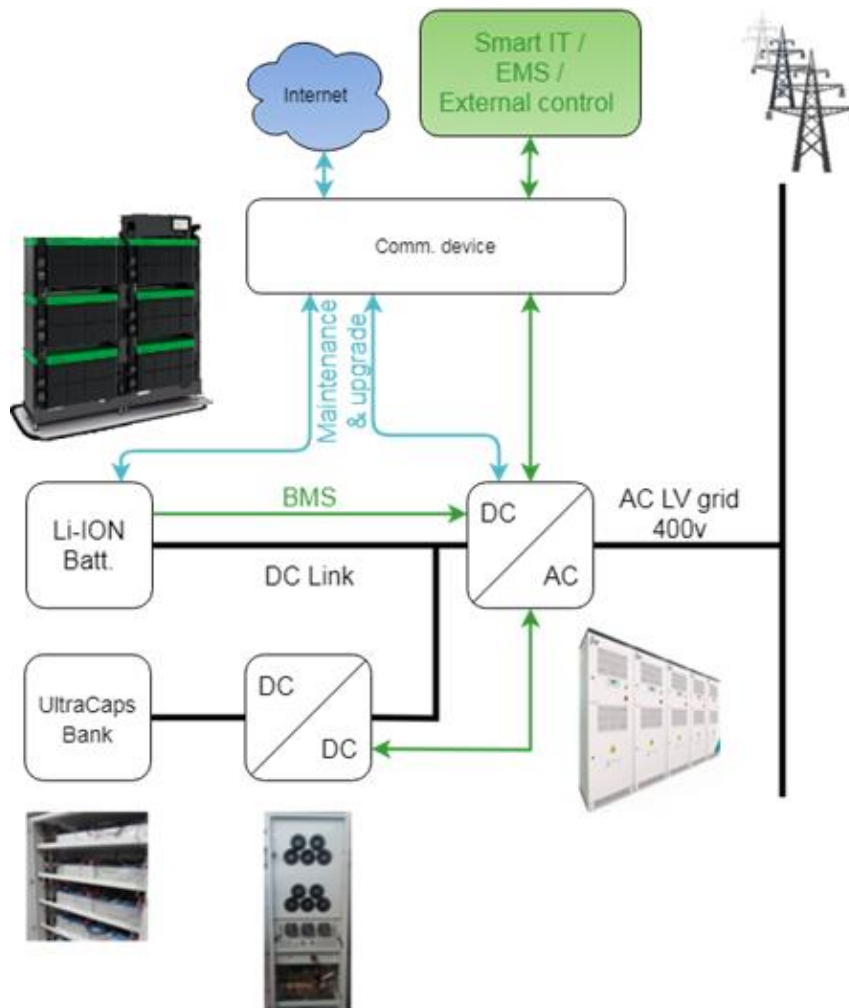 Internet
Smart IT /
EMS /
External control
Comm. device
Maintenance
& upgrade
Li-ION
Batt.
BMS
DC Link
DC
AC
AC LV grid
400v
UltraCaps
Bank
DC
DC